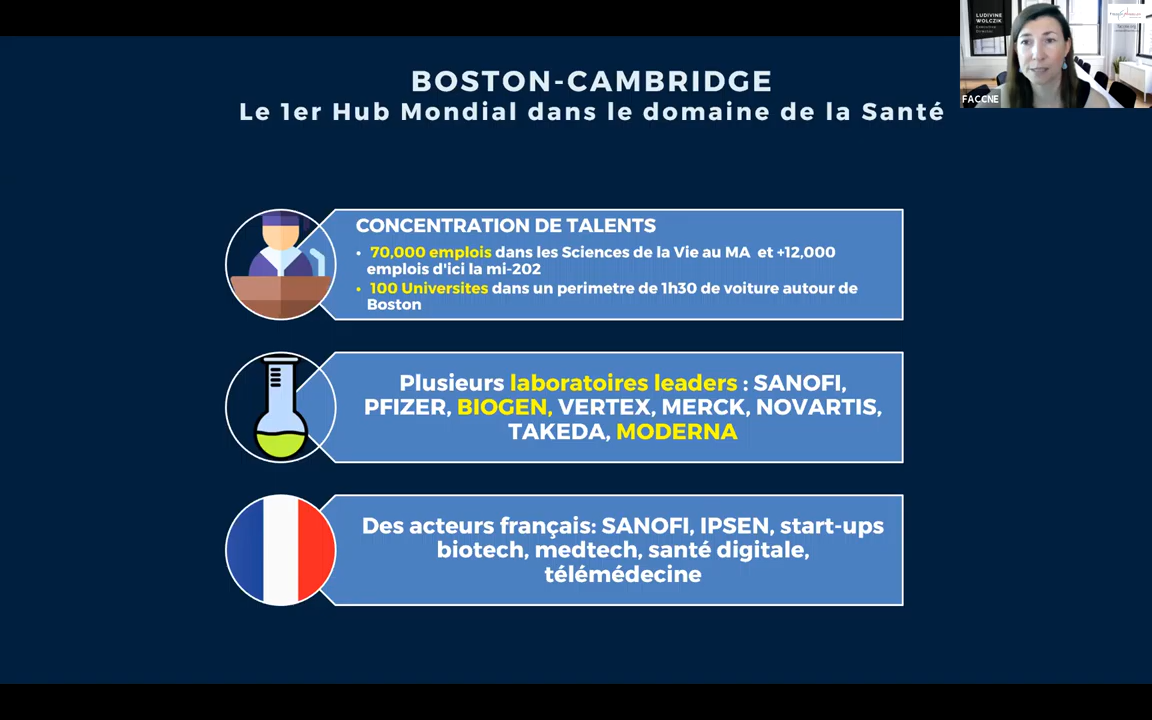 BOSTON-CAMBRIDGE
Le 1er Hub Mondial dans le domaine de la Santé
LUDIVINE
WOLCZIK
FACCNE
CONCENTRATION DE TALENTS
• 70,000 emplois dans les Sciences de la Vie au MA et +12,000
emplois d'ici la mi-202
• 100 Universites dans un perimetre de 1h30 de voiture autour de
Boston
Plusieurs laboratoires leaders : SANOFI,
PFIZER, BIOGEN, VERTEX, MERCK, NOVARTIS,
TAKEDA, MODERNA
Des acteurs français: SANOFI, IPSEN, start-ups
biotech, medtech, santé digitale,
télémédecine